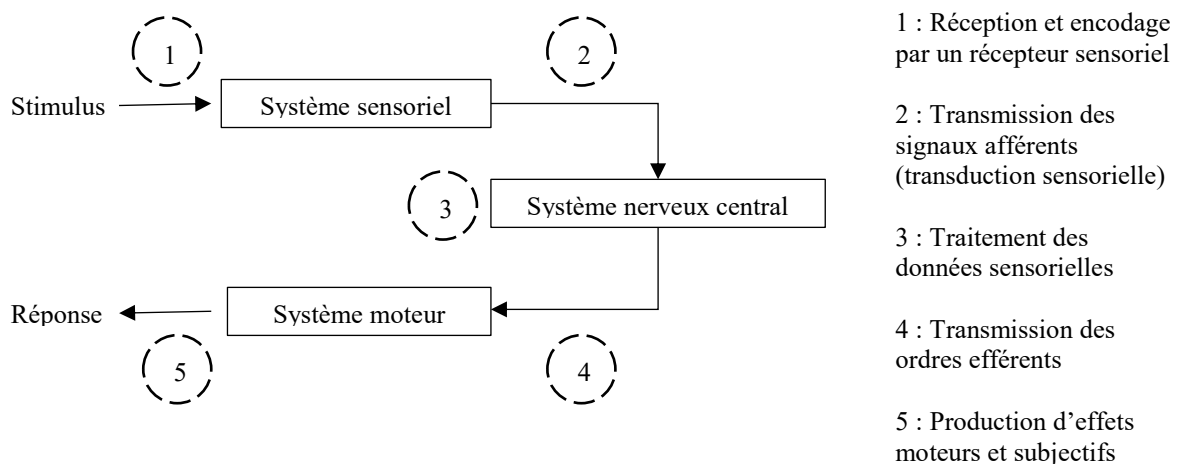 1
2
Stimulus
Système sensoriel
3
Système nerveux central
Réponse
Système moteur
5
4
1 : Réception et encodage
par un récepteur sensoriel
2 : Transmission des
signaux afférents
(transduction sensorielle)
3 : Traitement des
données sensorielles
4 : Transmission des
ordres efférents
5 : Production d’effets
moteurs et subjectifs